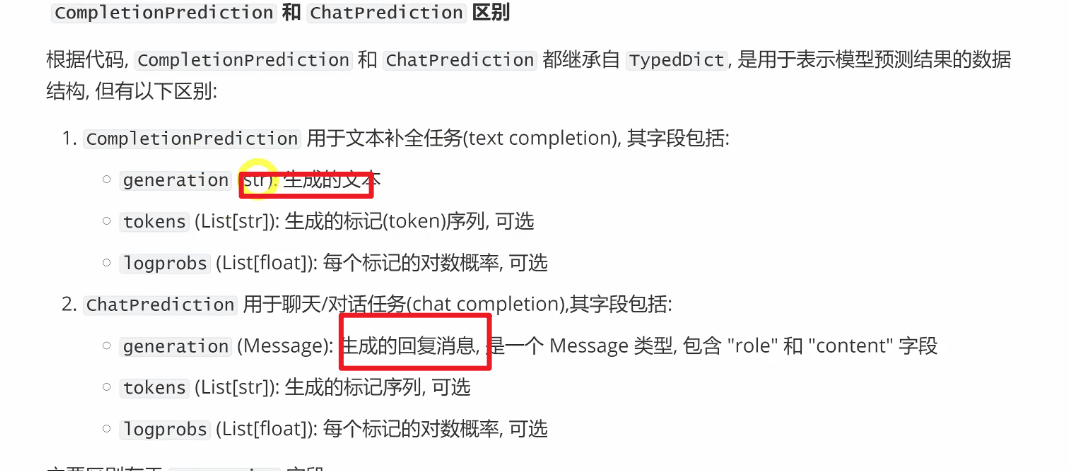 CompletionPrediction 和 ChatPrediction 区别
根据代码, CompletionPrediction 和 ChatPrediction 都继承自 TypedDict, 是用于表示模型预测结果的数据
结构, 但有以下区别:
1. CompletionPrediction 用于文本补全任务(text completion), 其字段包括:
generation (str): 生成的文本
tokens (List[str]): 生成的标记(token)序列, 可选
logprobs (List[float]): 每个标记的对数概率, 可选
2. ChatPrediction 用于聊天/对话任务(chat completion),其字段包括:
generation (Message): 生成的回复消息, 是一个 Message 类型, 包含 "role" 和 "content" 字段
tokens (List[str]): 生成的标记序列, 可选
logprobs (List[float]): 每个标记的对数概率, 可选